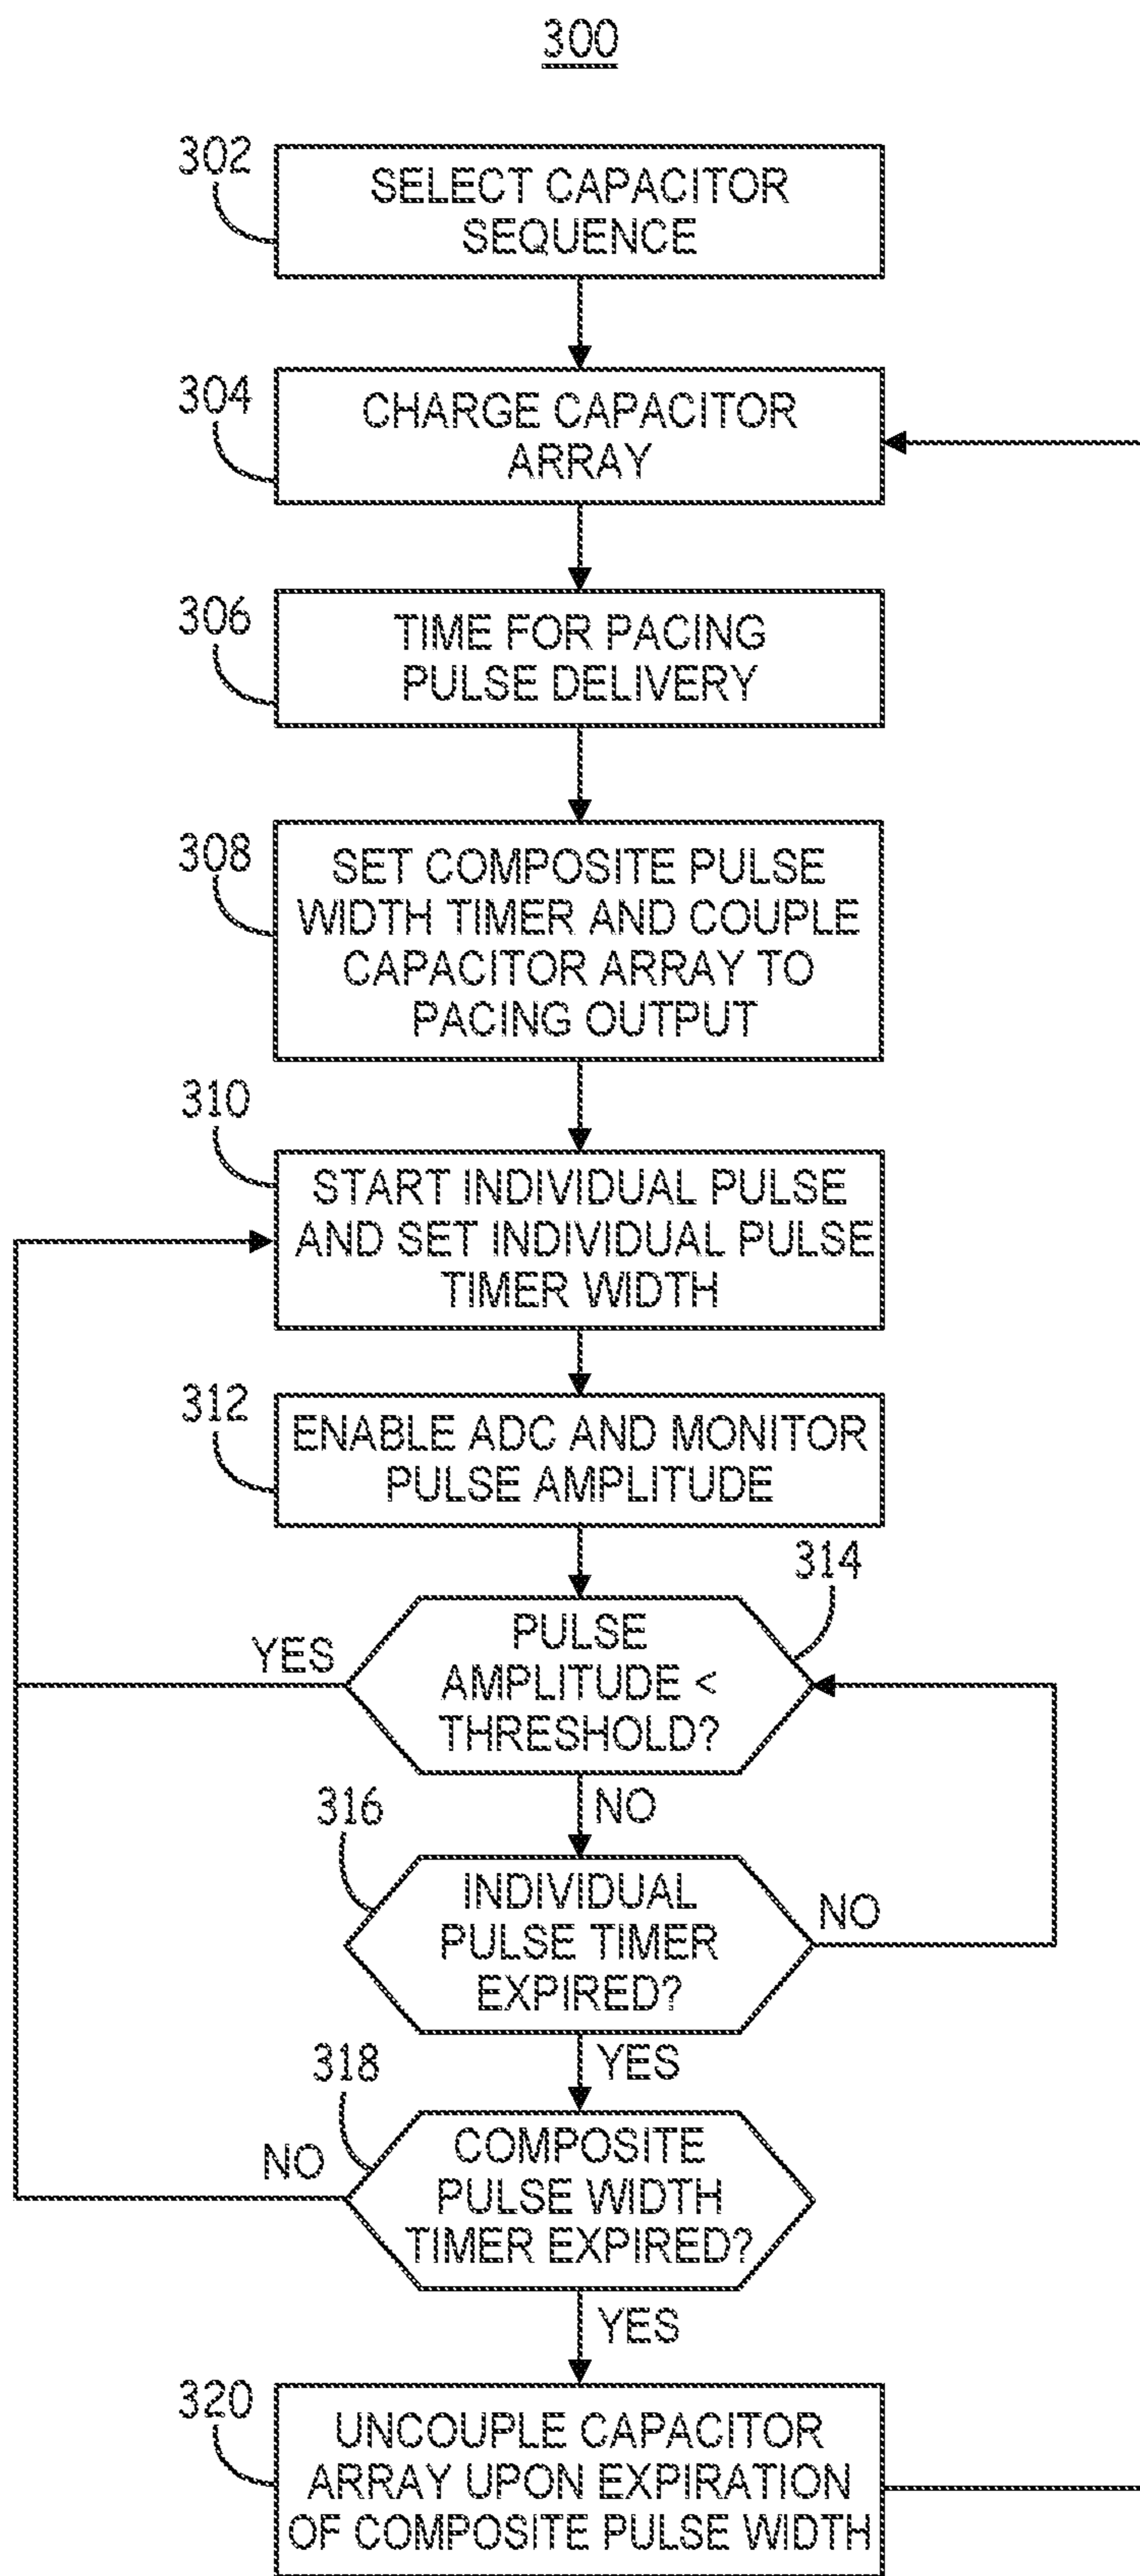 300
302
SELECT CAPACITOR
SEQUENCE
304
CHARGE CAPACITOR
ARRAY
306
TIME FOR PACING
PULSE DELIVERY
308
SET COMPOSITE PULSE
WIDTH TIMER AND COUPLE
CAPACITOR ARRAY TO
PACING OUTPUT
310
START INDIVIDUAL PULSE
AND SET INDIVIDUAL PULSE
TIMER WIDTH
312
ENABLE ADC AND MONITOR
PULSE AMPLITUDE
314
PULSE
AMPLITUDE <
THRESHOLD?
YES
NO
316
INDIVIDUAL
PULSE TIMER
EXPIRED?
NO
YES
318
COMPOSITE
PULSE WIDTH
TIMER EXPIRED?
NO
YES
320
UNCOUPLE CAPACITOR
ARRAY UPON EXPIRATION
OF COMPOSITE PULSE WIDTH